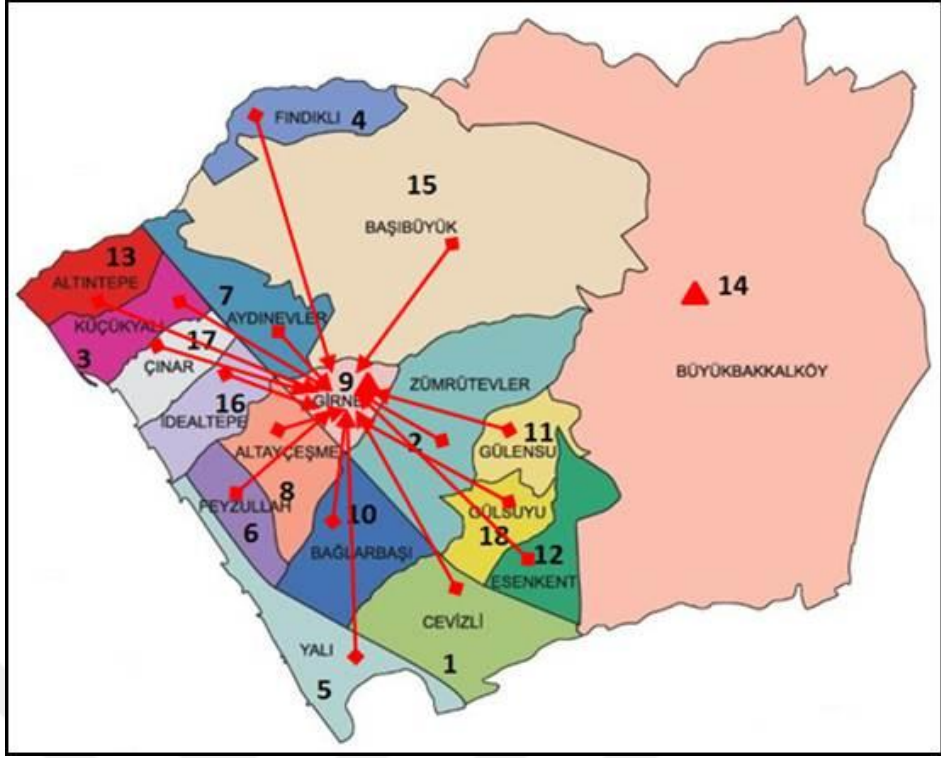 FINDIKLI 4
15
BAŞIBÜYÜK
13
ALTINTEPE
14
7
AYDINEVLER
KÜÇÜKYALI
3
17
ÇINAR
9
GİRNE
ZÜMRÜTEVLER
2
BÜYÜKBAKKALKÖY
16
İDEALTEPE
11
GÜLENSU
ALTAYÇEŞME
8
FEYZULLAH
6
10
BAĞLARBAŞI
GÜLSUYU
18
12
ESENKENT
CEVİZLİ
1
YALI
5